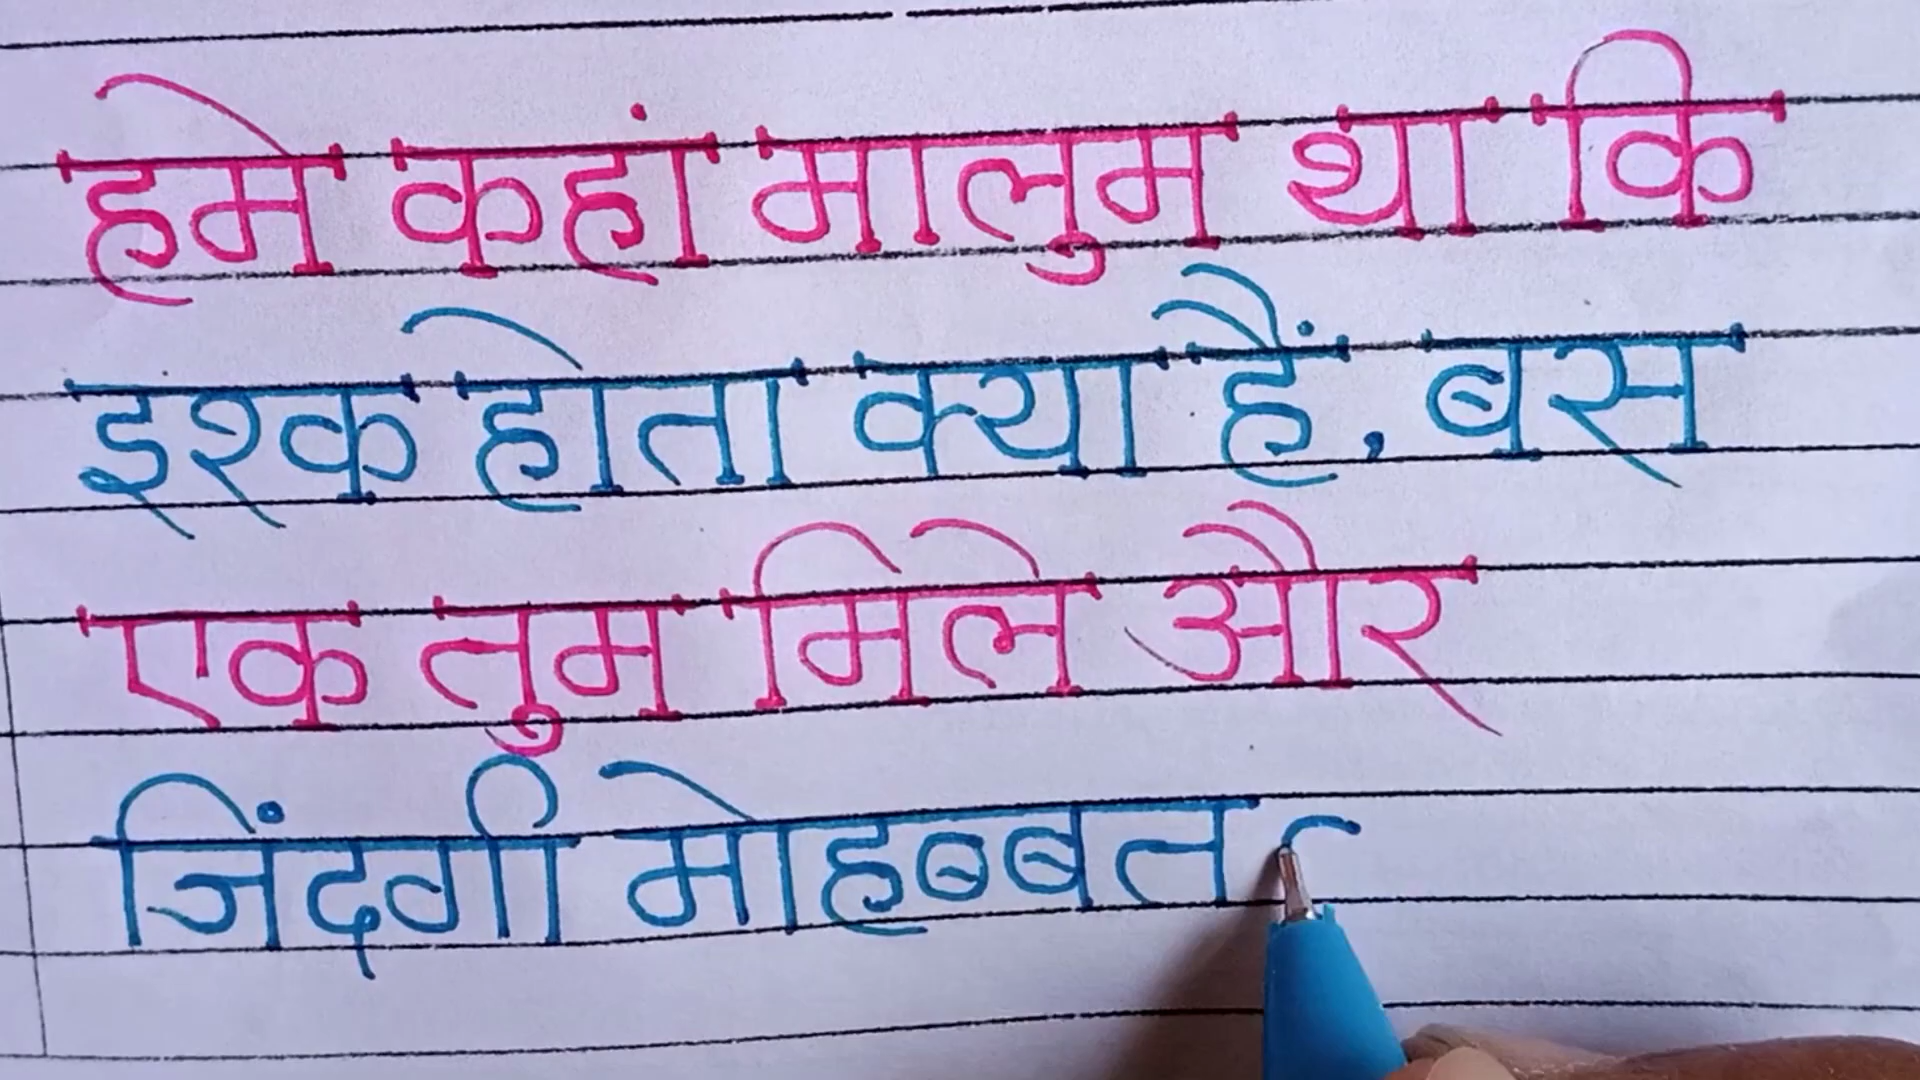 हमे कहां मालुम था कि
इश्क होता क्या हैं, बस
एक तुम मिले और
जिंदगी मोहब्बत